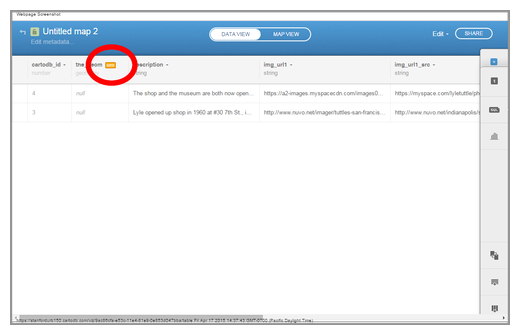 Webpage Screenshot
Untitled map 2
Edit metadata...
DATA VIEW
MAP VIEW
Edit
SHARE
cartodb_id the_geom GEO description img_url1 img_url1_src
number string string string
4 null The shop and the museum are both now open... https://a2-images.myspacecdn.com/images0... https://myspace.com/lyletuttle/ph
3 null Lyle opened up shop in 1960 at #30 7th St., i... http://www.nuvo.net/imager/tuttles-san-francis... http://www.nuvo.net/indianapolis/
SQL
Fri Apr 17 2015 14:37:43 GMT-0700 (Pacific Daylight Time)